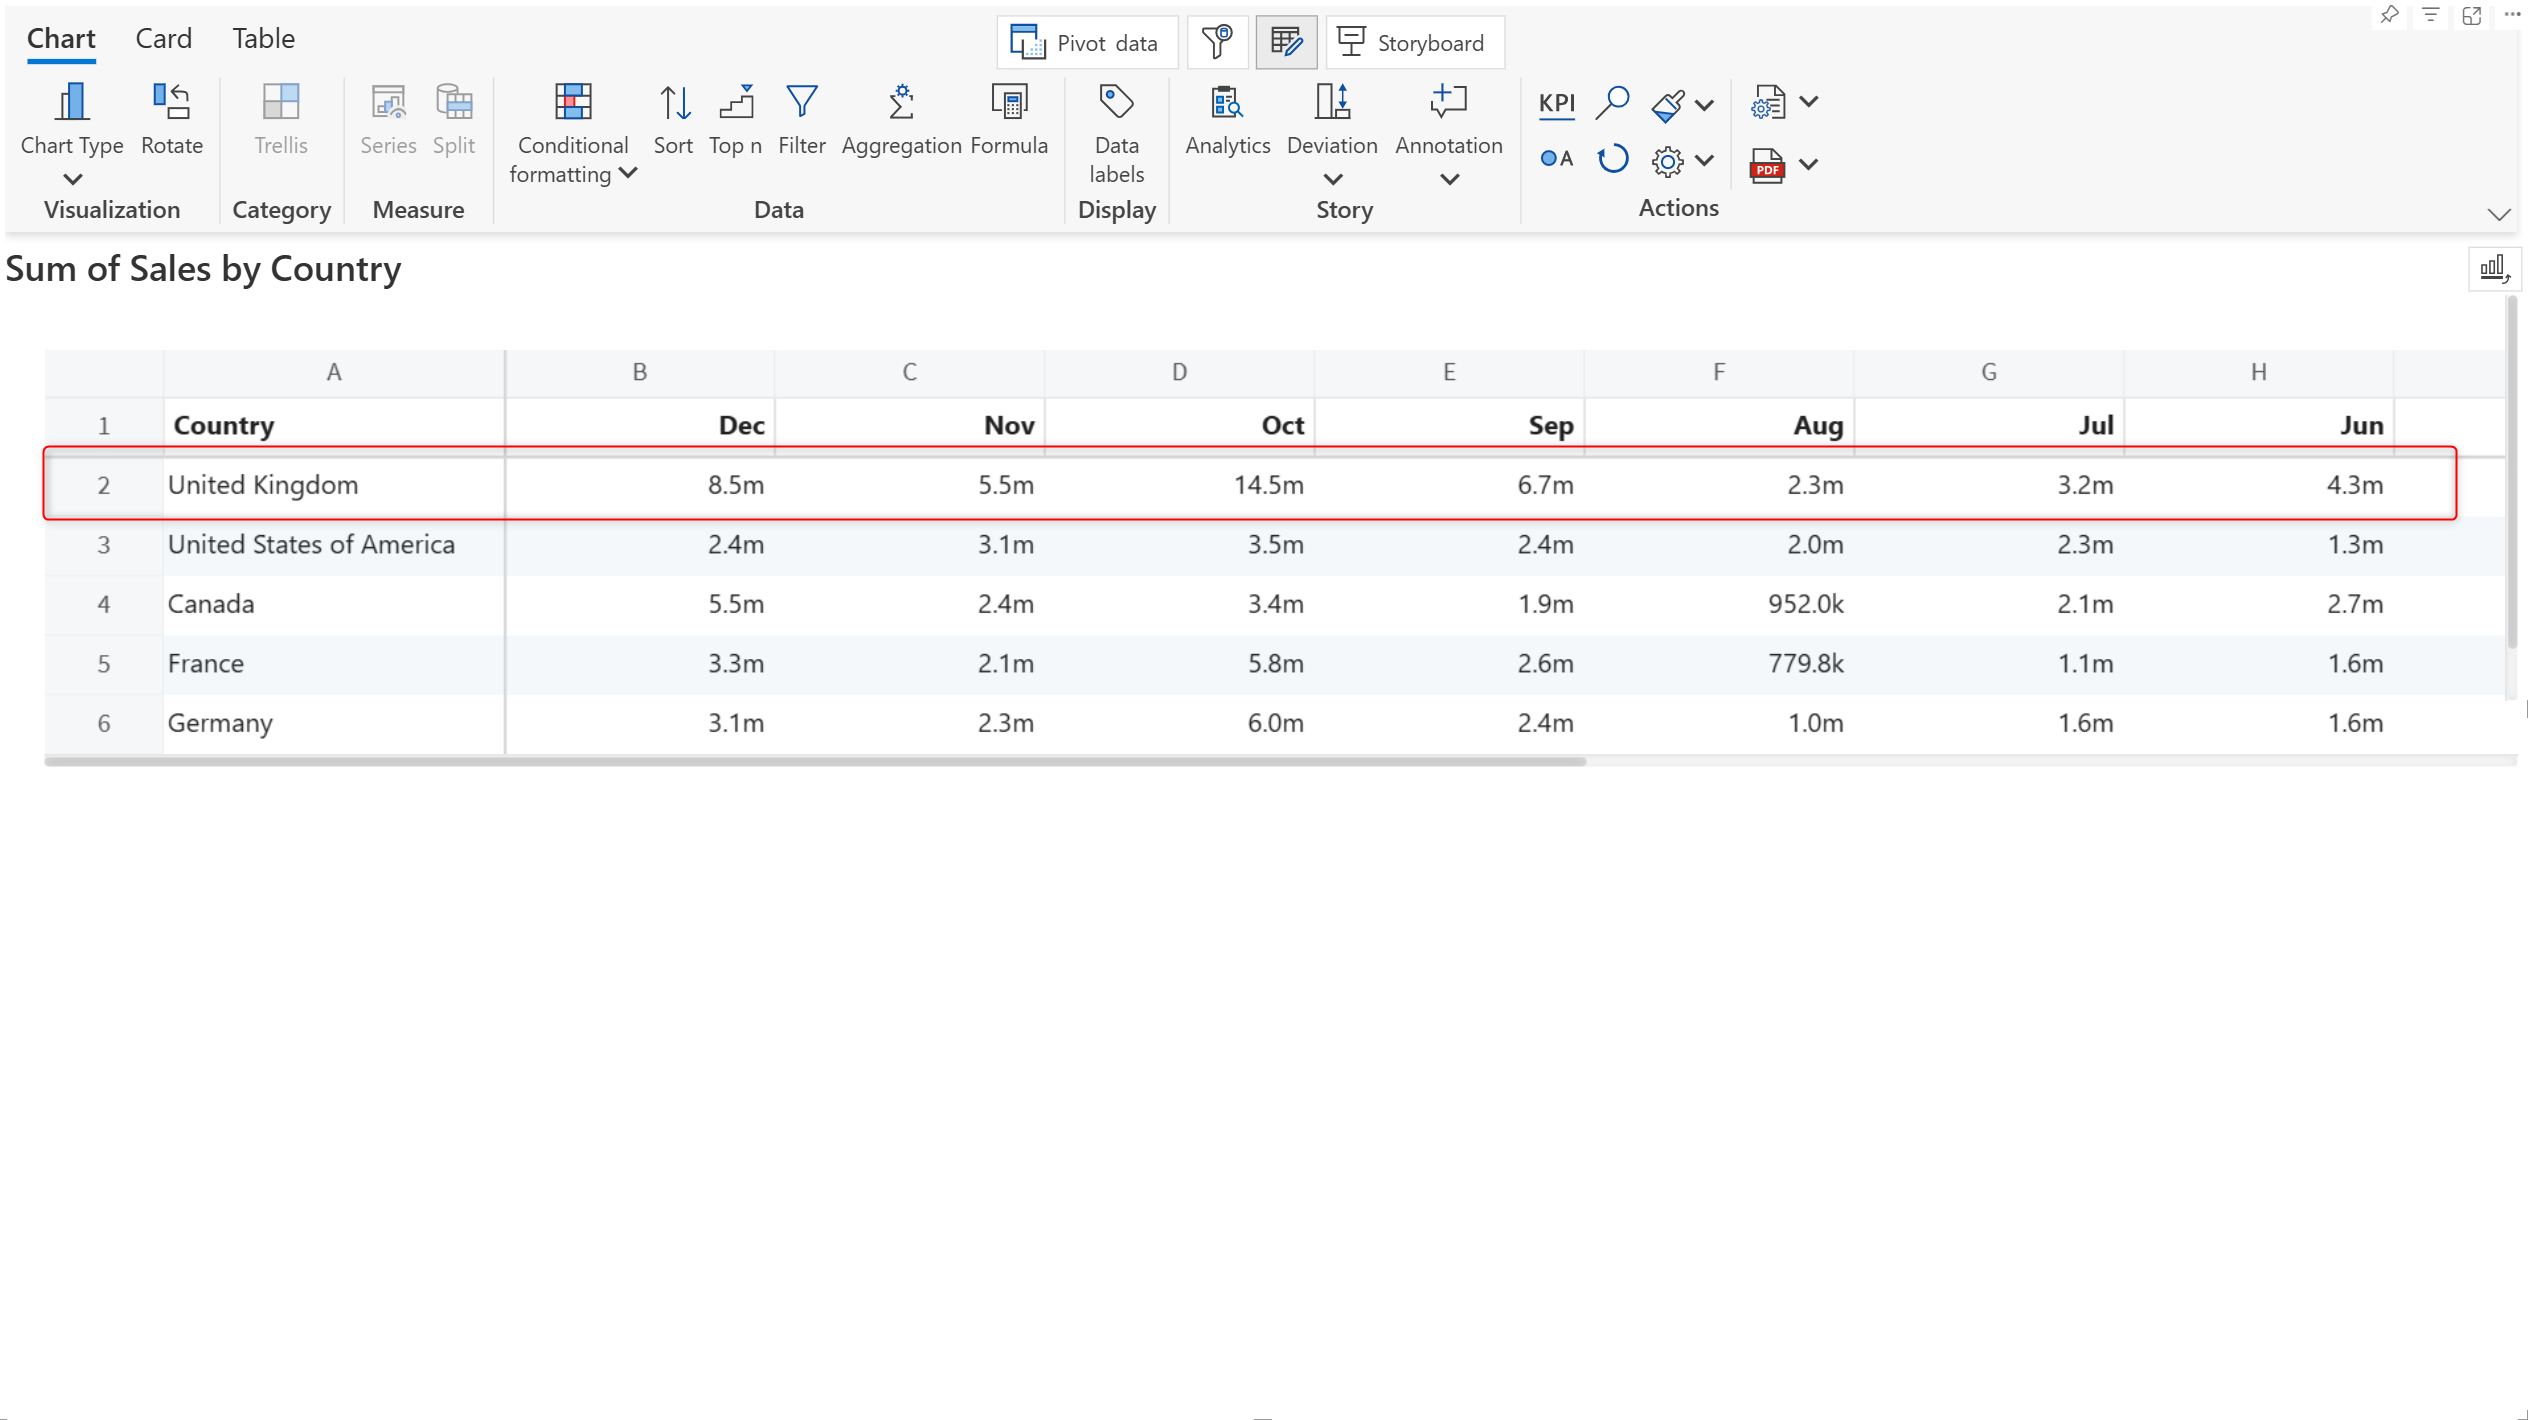 Chart Card Table
Pivot data Storyboard
Chart Type Rotate Trellis Series Split Conditional formatting Sort Top n Filter Aggregation Formula Data labels Analytics Deviation Annotation KPI A PDF
Visualization Category Measure Data Display Story Actions
Sum of Sales by Country
A B C D E F G H
1 Country Dec Nov Oct Sep Aug Jul Jun
2 United Kingdom 8.5m 5.5m 14.5m 6.7m 2.3m 3.2m 4.3m
3 United States of America 2.4m 3.1m 3.5m 2.4m 2.0m 2.3m 1.3m
4 Canada 5.5m 2.4m 3.4m 1.9m 952.0k 2.1m 2.7m
5 France 3.3m 2.1m 5.8m 2.6m 779.8k 1.1m 1.6m
6 Germany 3.1m 2.3m 6.0m 2.4m 1.0m 1.6m 1.6m